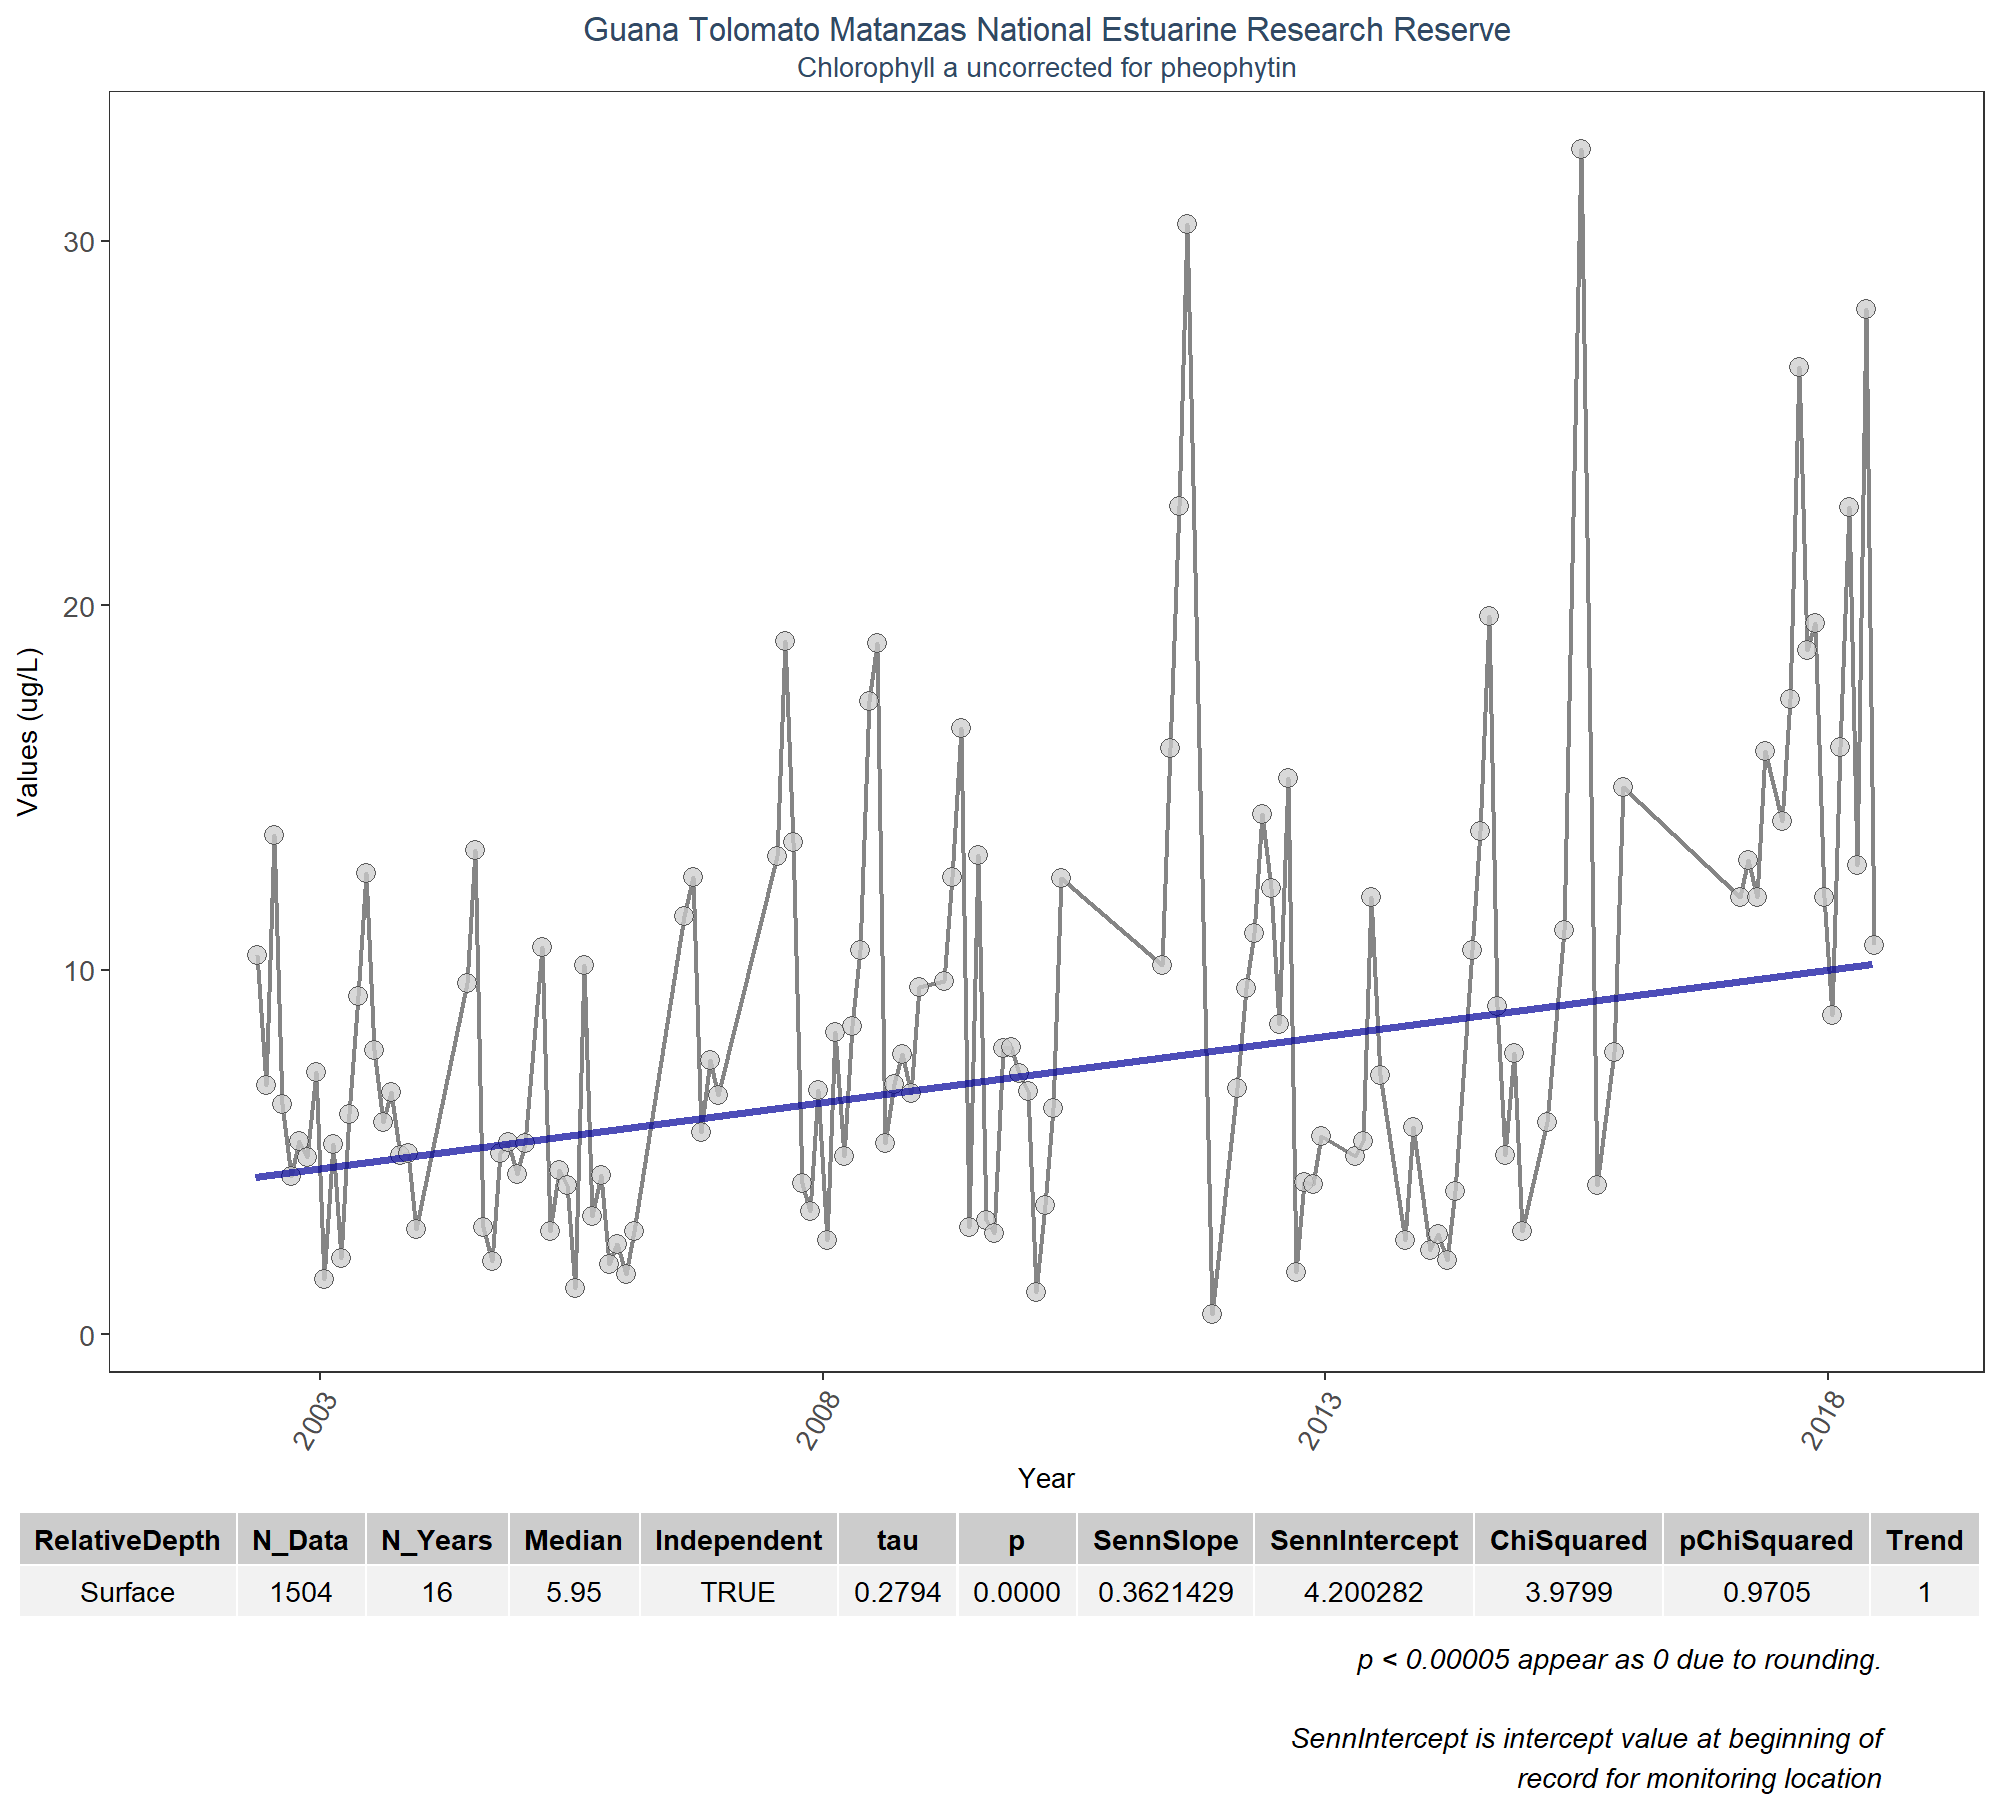 Guana Tolomato Matanzas National Estuarine Research Reserve
Chlorophyll a uncorrected for pheophytin
Values (ug/L)
30
20
10
0
2003 2008 2013 2018
Year
RelativeDepth N_Data N_Years Median Independent tau p SennSlope SennIntercept ChiSquared pChiSquared Trend
Surface 1504 16 5.95 TRUE 0.2794 0.0000 0.3621429 4.200282 3.9799 0.9705 1
p < 0.00005 appear as 0 due to rounding.
SennIntercept is intercept value at beginning of
record for monitoring location